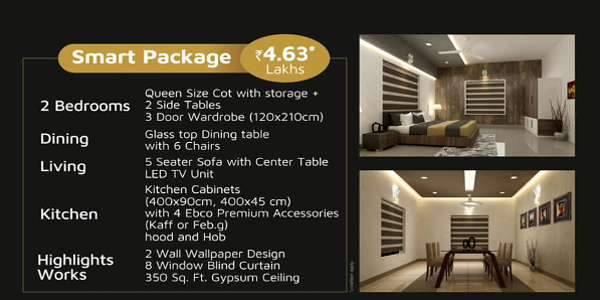 Smart Package ₹4.63*
Lakhs
2 Bedrooms
Queen Size Cot with storage +
2 Side Tables
3 Door Wardrobe (120x210cm)
Dining
Glass top Dining table
with 6 Chairs
Living
5 Seater Sofa with Center Table
LED TV Unit
Kitchen
Kitchen Cabinets
(400x90cm, 400x45 cm)
with 4 Ebco Premium Accessories
(Kaff or Feb.g)
hood and Hob
Highlights
Works
2 Wall Wallpaper Design
8 Window Blind Curtain
350 Sq. Ft. Gypsum Ceiling